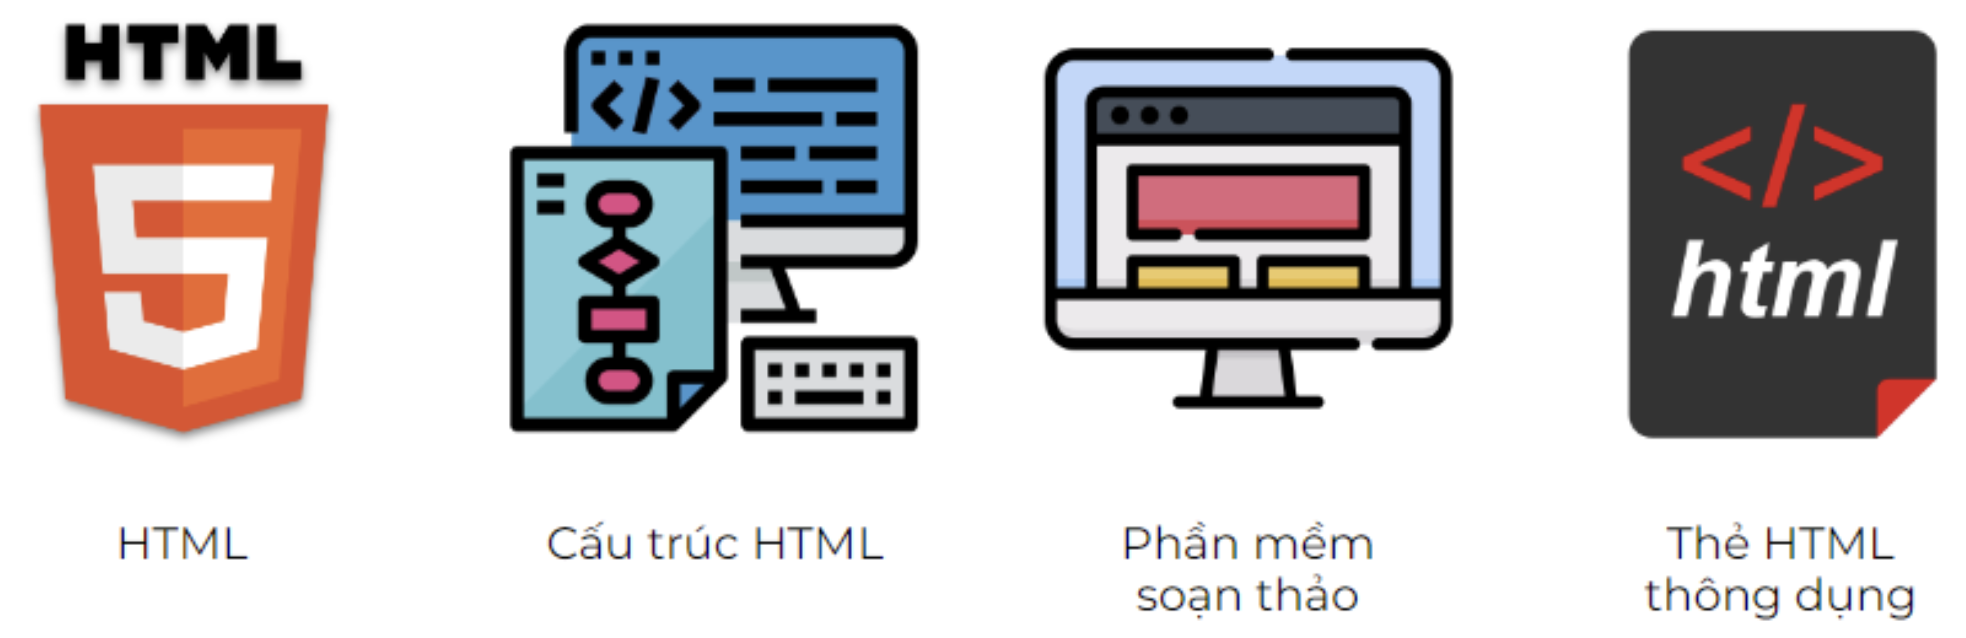 HTML
5
</>
</>
html
HTML
Cấu trúc HTML
Phần mềm
soạn thảo
Thẻ HTML
thông dụng